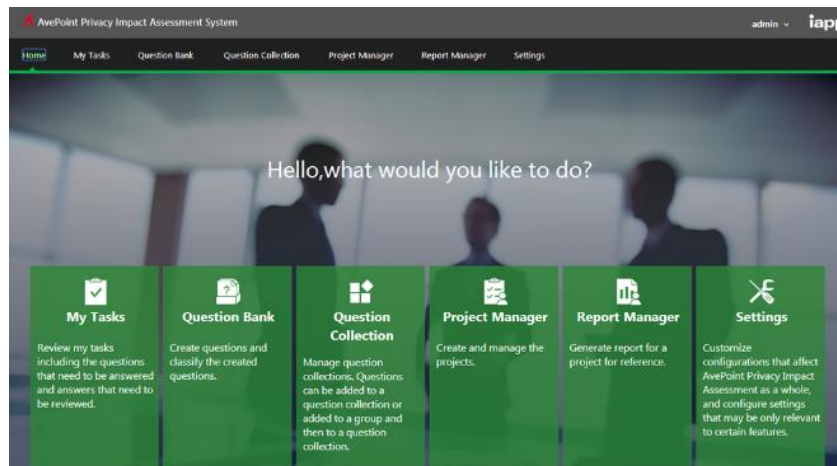 AvePoint Privacy Impact Assessment System
admin
iapp
Home
My Tasks
Question Bank
Question Collection
Project Manager
Report Manager
Settings
Hello,what would you like to do?
My Tasks
Review my tasks
including the questions
that need to be answered
and answers that need to
be reviewed.
Question Bank
Create questions and
classify the created
questions.
Question
Collection
Manage question
collections. Questions
can be added to a
question collection or
added to a group and
then to a question
collection.
Project Manager
Create and manage the
projects.
Report Manager
Generate report for a
project for reference.
Settings
Customize
configurations that affect
AvePoint Privacy Impact
Assessment as a whole,
and configure settings
that may be only relevant
to certain features.